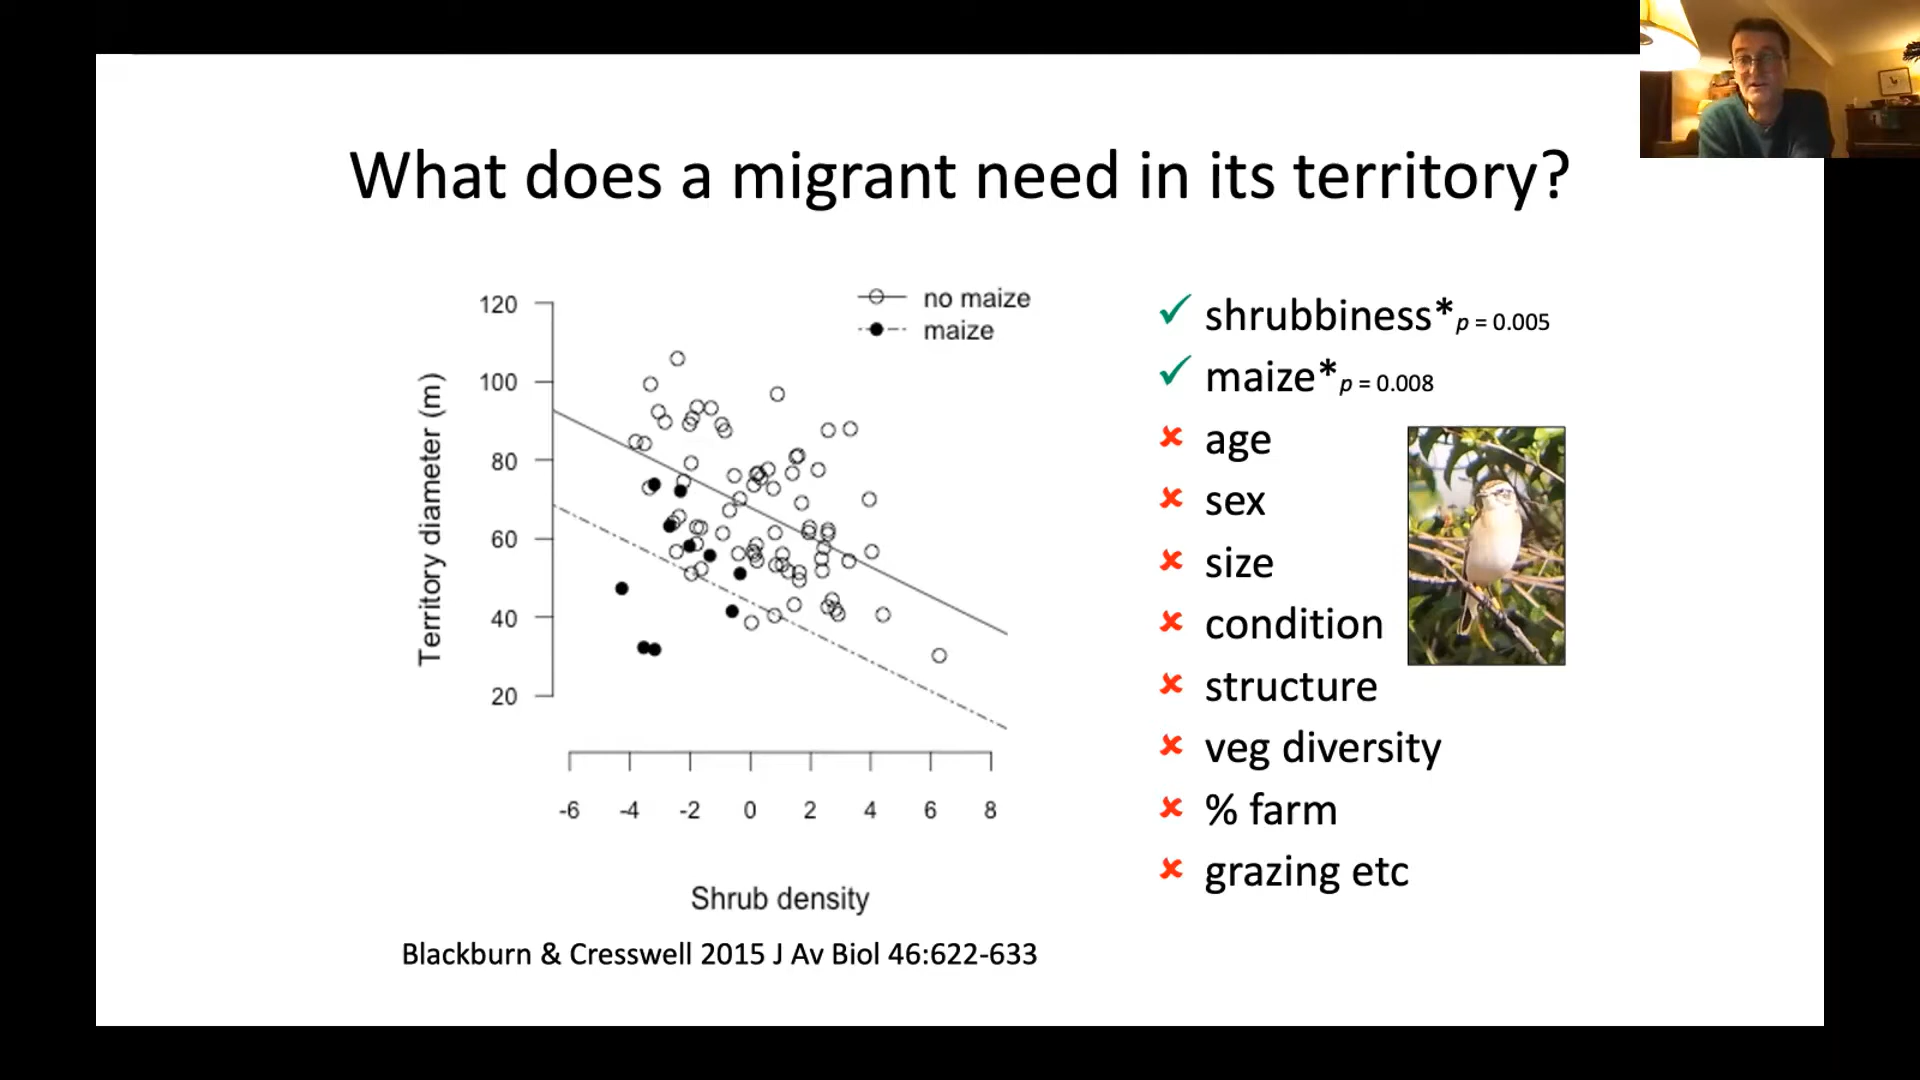 What does a migrant need in its territory?
no maize
maize
120
100
80
60
40
20
Territory diameter (m)
-6 -4 -2 0 2 4 6 8
Shrub density
Blackburn & Cresswell 2015 J Av Biol 46:622-633
✓ shrubbiness* p = 0.005
✓ maize* p = 0.008
✘ age
✘ sex
✘ size
✘ condition
✘ structure
✘ veg diversity
✘ % farm
✘ grazing etc